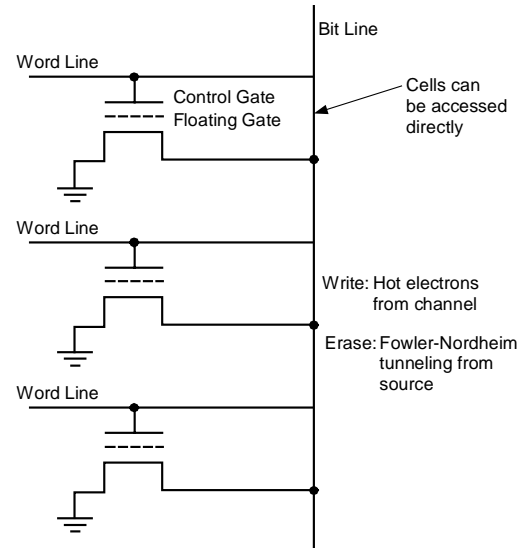 Bit Line
Word Line
Control Gate
Floating Gate
Cells can
be accessed
directly
Word Line
Write: Hot electrons
from channel
Erase: Fowler-Nordheim
tunneling from
source
Word Line